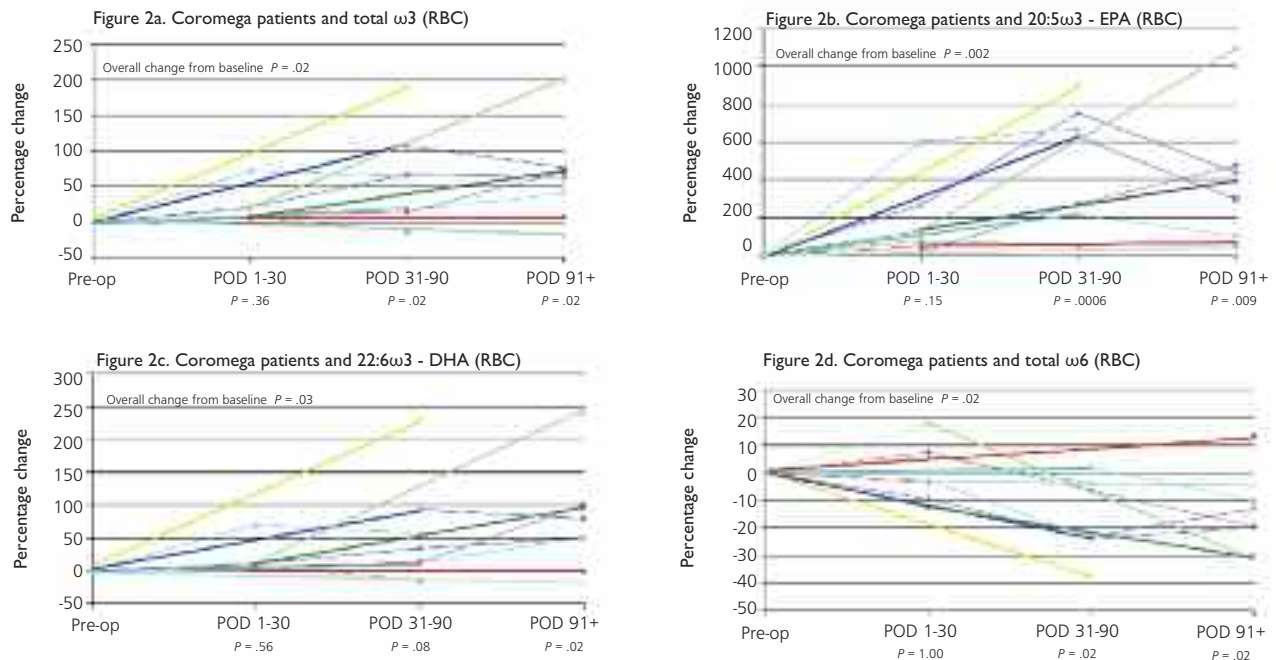 Figure 2a. Coromega patients and total ω3 (RBC)
Percentage change
250
200
150
100
50
0
-50
Overall change from baseline P = .02
Pre-op
POD 1-30
POD 31-90
POD 91+
P = .36
P = .02
P = .02
Figure 2b. Coromega patients and 20:5ω3 - EPA (RBC)
Percentage change
1200
1000
800
600
400
200
0
Overall change from baseline P = .002
Pre-op
POD 1-30
POD 31-90
POD 91+
P = .15
P = .0006
P = .009
Figure 2c. Coromega patients and 22:6ω3 - DHA (RBC)
Percentage change
300
250
200
150
100
50
0
-50
Overall change from baseline P = .03
Pre-op
POD 1-30
POD 31-90
POD 91+
P = .56
P = .08
P = .02
Figure 2d. Coromega patients and total ω6 (RBC)
Percentage change
30
20
10
0
-10
-20
-30
-40
-50
Overall change from baseline P = .02
Pre-op
POD 1-30
POD 31-90
POD 91+
P = 1.00
P = .02
P = .02